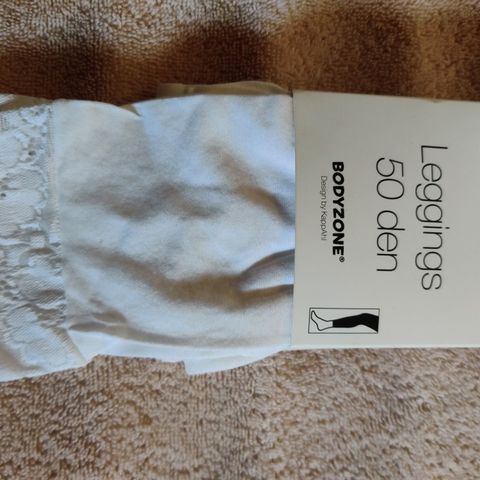 Leggings
50 den
BODYZONE®
Design by KappAhl